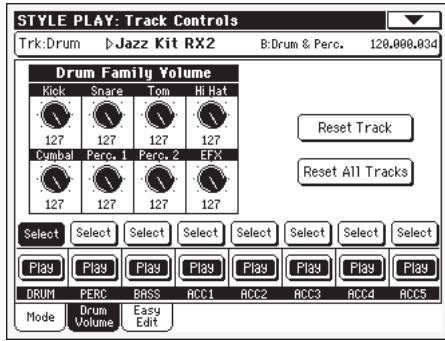 STYLE PLAY: Track Controls
Trk:Drum ▷Jazz Kit RX2 B:Drum & Perc. 120.000.034
Drum Family Volume
Kick Snare Tom Hi Hat
127 127 127 127
Cymbal Perc. 1 Perc. 2 EFX
127 127 127 127
Reset Track
Reset All Tracks
Select Select Select Select Select Select Select Select
Play Play Play Play Play Play Play Play
DRUM PERC BASS ACC1 ACC2 ACC3 ACC4 ACC5
Mode Drum Volume Easy Edit